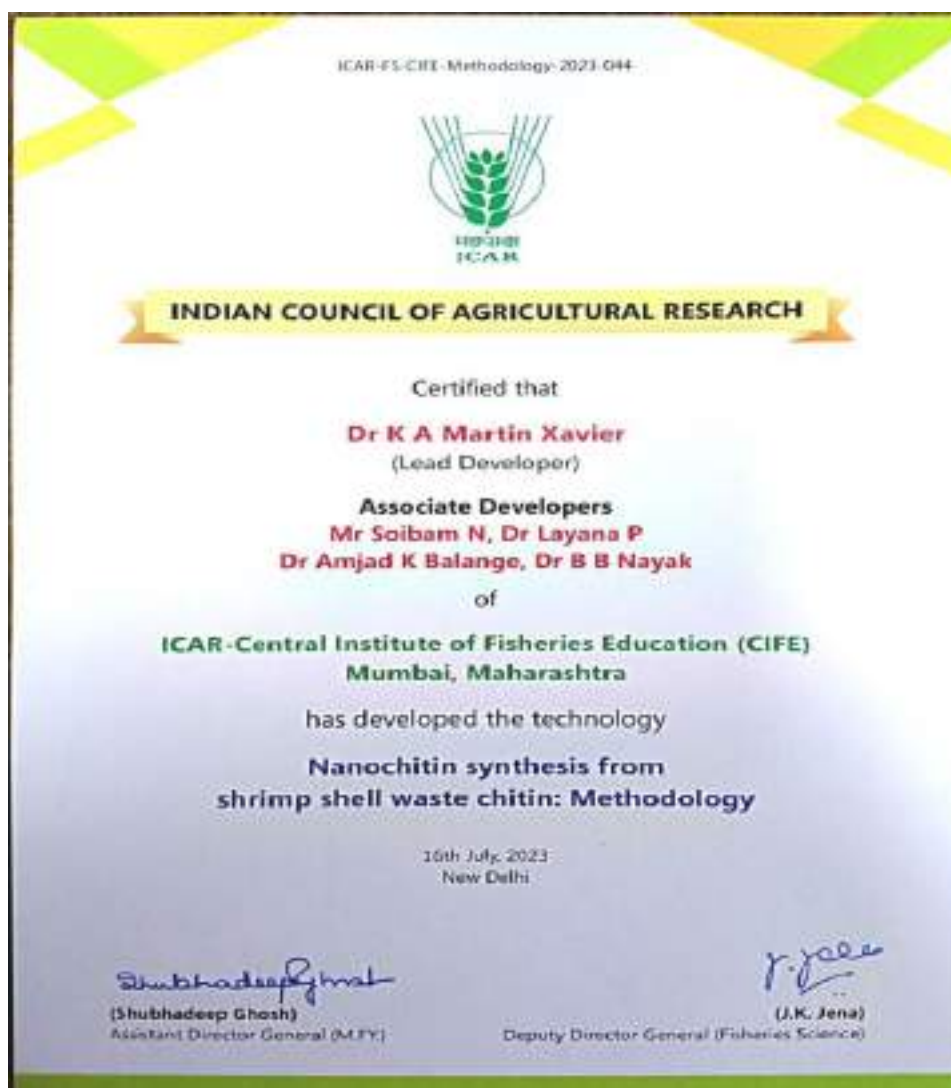 ICAR-FS-CIFE-Methodology-2023-044
ICAR
INDIAN COUNCIL OF AGRICULTURAL RESEARCH
Certified that
Dr K A Martin Xavier
(Lead Developer)
Associate Developers
Mr Soibam N, Dr Layana P
Dr Amjad K Balange, Dr B B Nayak
of
ICAR-Central Institute of Fisheries Education (CIFE)
Mumbai, Maharashtra
has developed the technology
Nanochitin synthesis from
shrimp shell waste chitin: Methodology
16th July, 2023
New Delhi
Shubhadeep Ghosh
(Shubhadeep Ghosh)
Assistant Director General (M.FY.)
(J.K. Jena)
Deputy Director General (Fisheries Science)